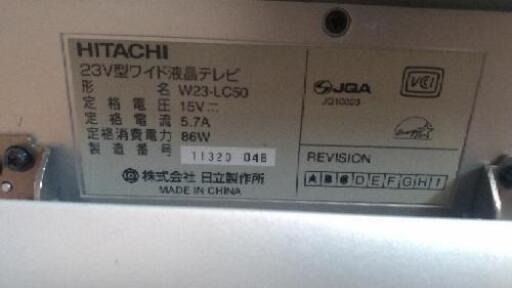 HITACHI
23V型ワイド液晶テレビ
形 名 W23-LC50
定格電圧 15V⎓
定格電流 5.7A
定格消費電力 86W
製造番号 11320 04B
株式会社 日立製作所
MADE IN CHINA
JQA
JQ10023
VCI
REVISION
A B C D E F G H I